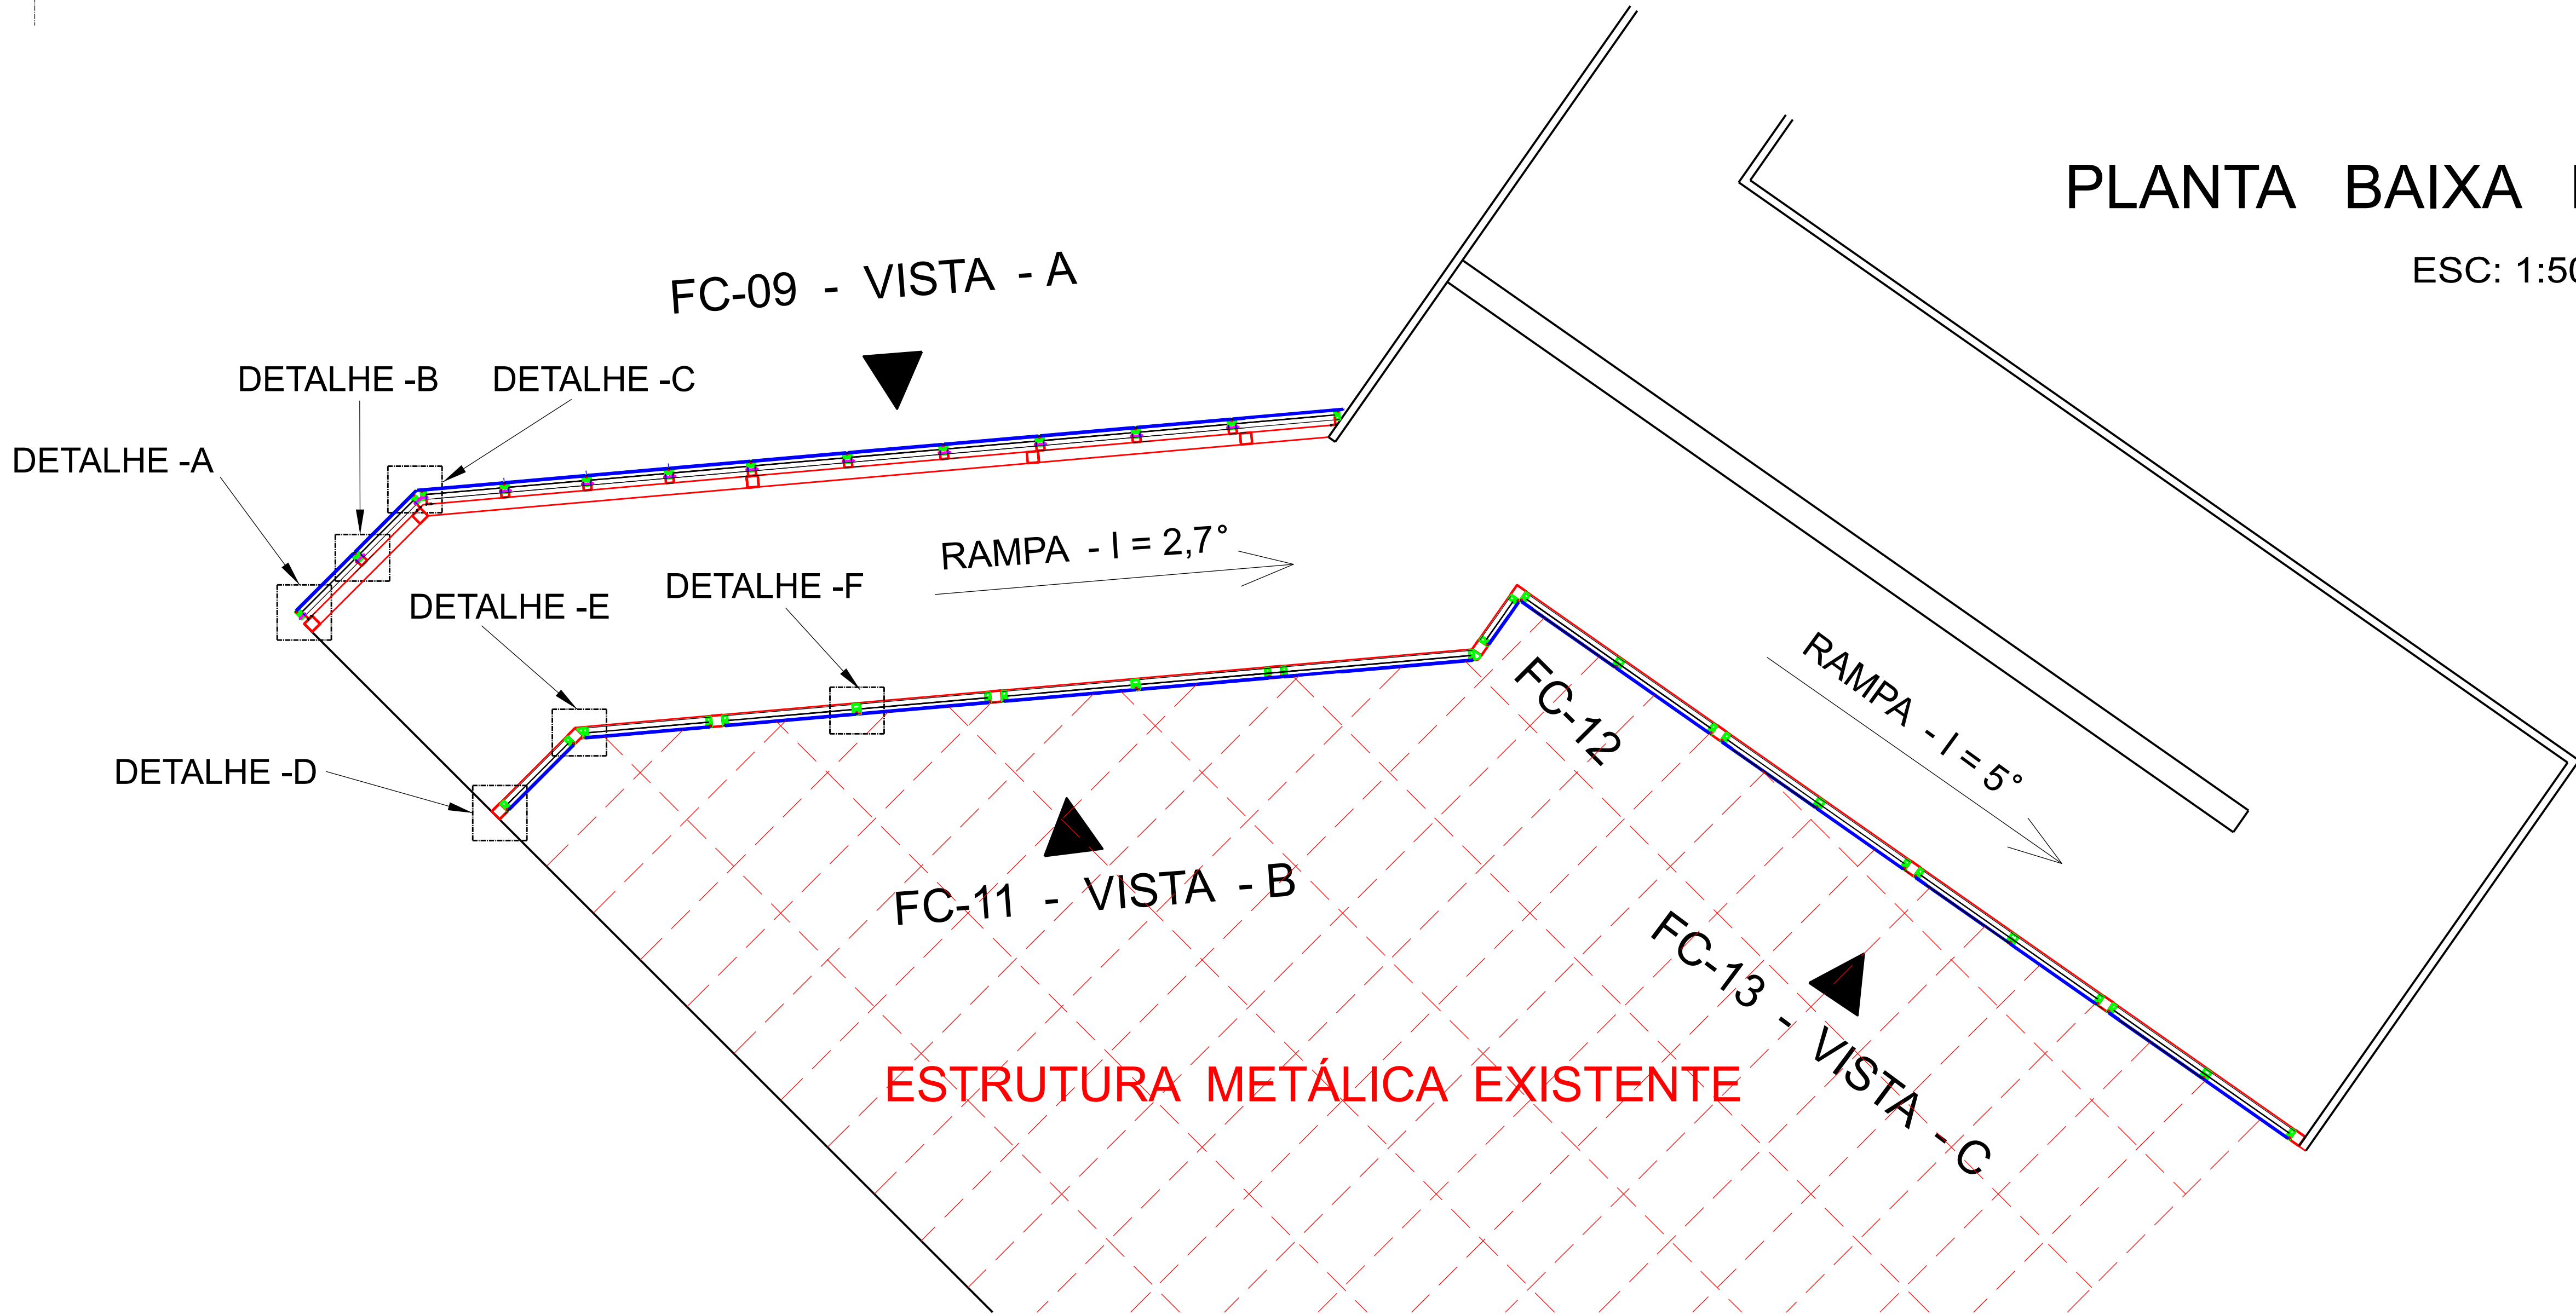 PLANTA BAIXA
ESC: 1:50
FC-09 - VISTA - A
DETALHE -B
DETALHE -C
DETALHE -A
RAMPA - I = 2,7°
DETALHE -F
DETALHE -E
DETALHE -D
FC-12
RAMPA - I = 5°
FC-11 - VISTA - B
FC-13 - VISTA - C
ESTRUTURA METÁLICA EXISTENTE